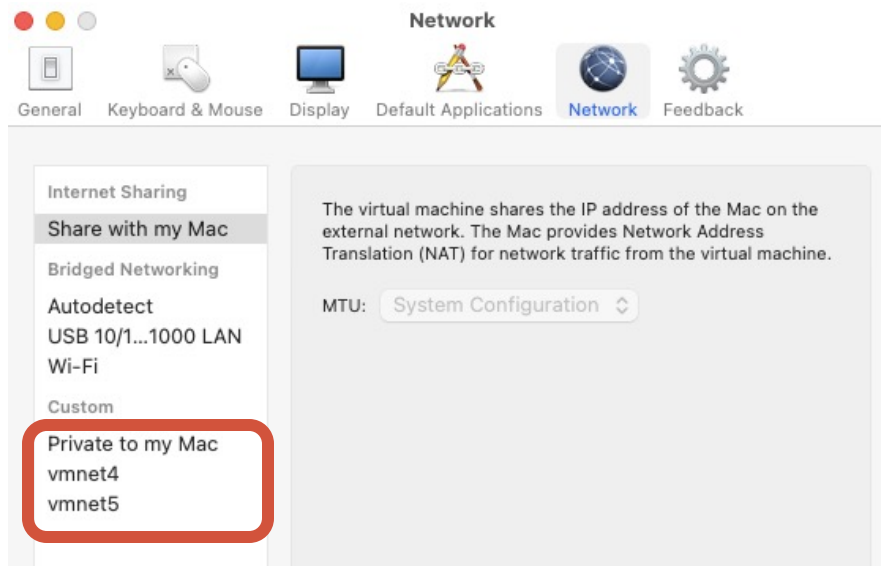 Network
General
Keyboard & Mouse
Display
Default Applications
Network
Feedback
Internet Sharing
Share with my Mac
Bridged Networking
Autodetect
USB 10/1...1000 LAN
Wi-Fi
Custom
Private to my Mac
vmnet4
vmnet5
The virtual machine shares the IP address of the Mac on the
external network. The Mac provides Network Address
Translation (NAT) for network traffic from the virtual machine.
MTU: System Configuration